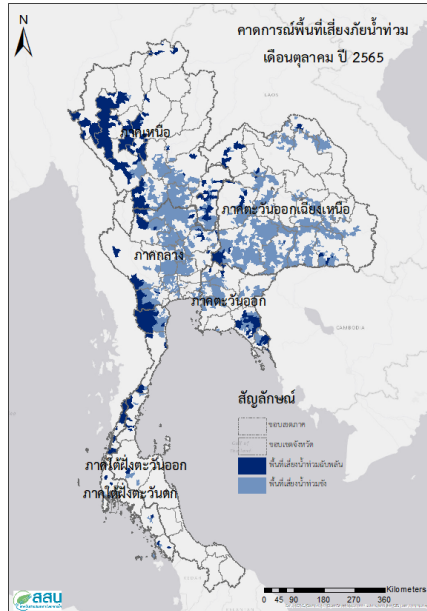 คาดการณ์พื้นที่เสี่ยงภัยน้ำท่วม
เดือนตุลาคม ปี 2565
N
ภาคเหนือ
ภาคตะวันออกเฉียงเหนือ
ภาคกลาง
ภาคตะวันออก
CAMBODIA
ภาคใต้ฝั่งตะวันออก
ภาคใต้ฝั่งตะวันตก
สัญลักษณ์
ขอบเขตภาค
ขอบเขตจังหวัด
พื้นที่เสี่ยงน้ำท่วมฉับพลัน
พื้นที่เสี่ยงน้ำท่วมขัง
สสน
Kilometers
0 45 90 180 270 360